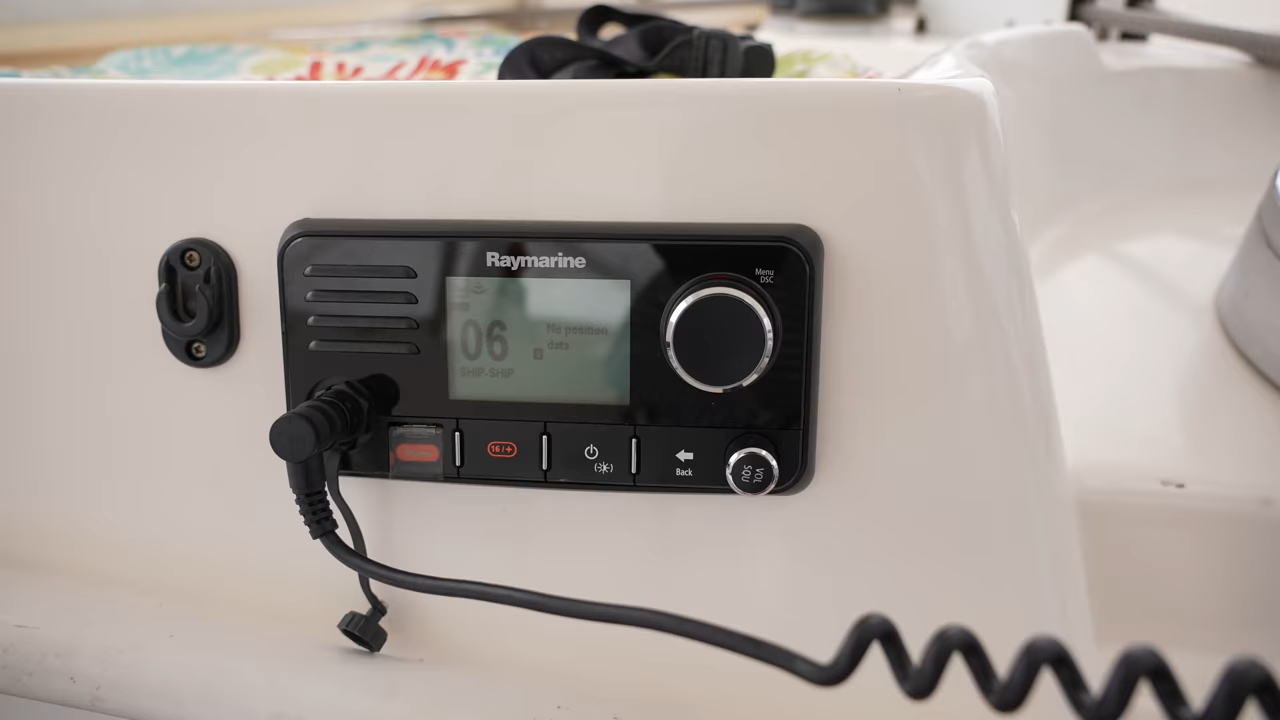 Raymarine
Menu
DSC
06
No position
data
SHIP-SHIP
16/+
Back
VOL
SQU